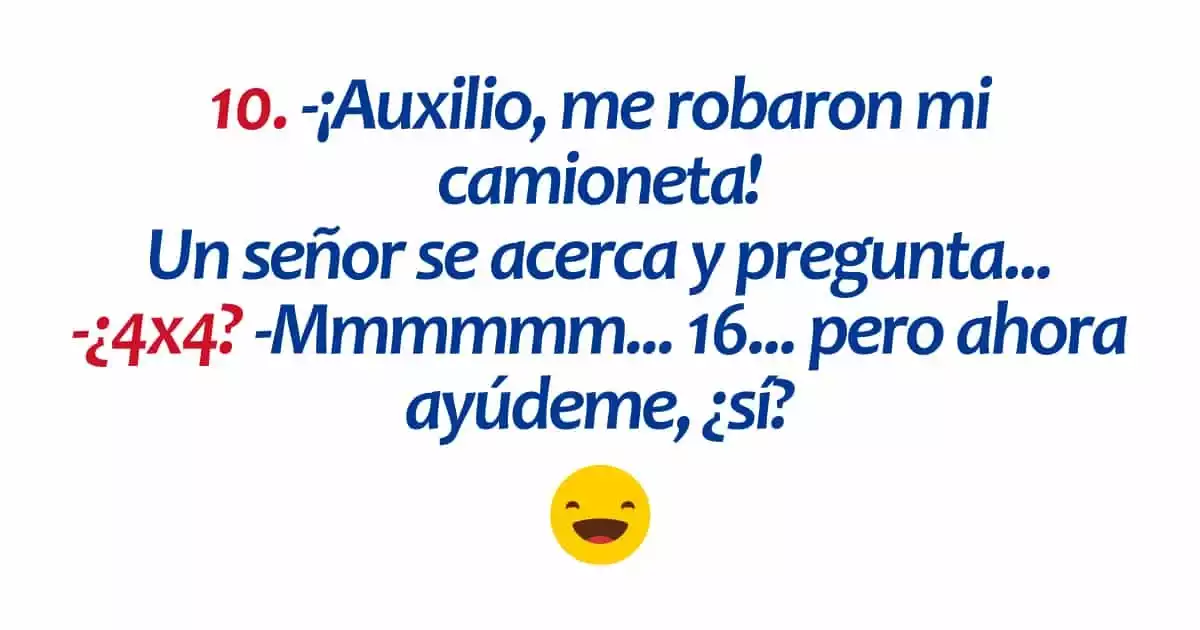 10. -¡Auxilio, me robaron mi
camioneta!
Un señor se acerca y pregunta...
-¿4x4? -Mmmmmm... 16... pero ahora
ayúdeme, ¿sí?